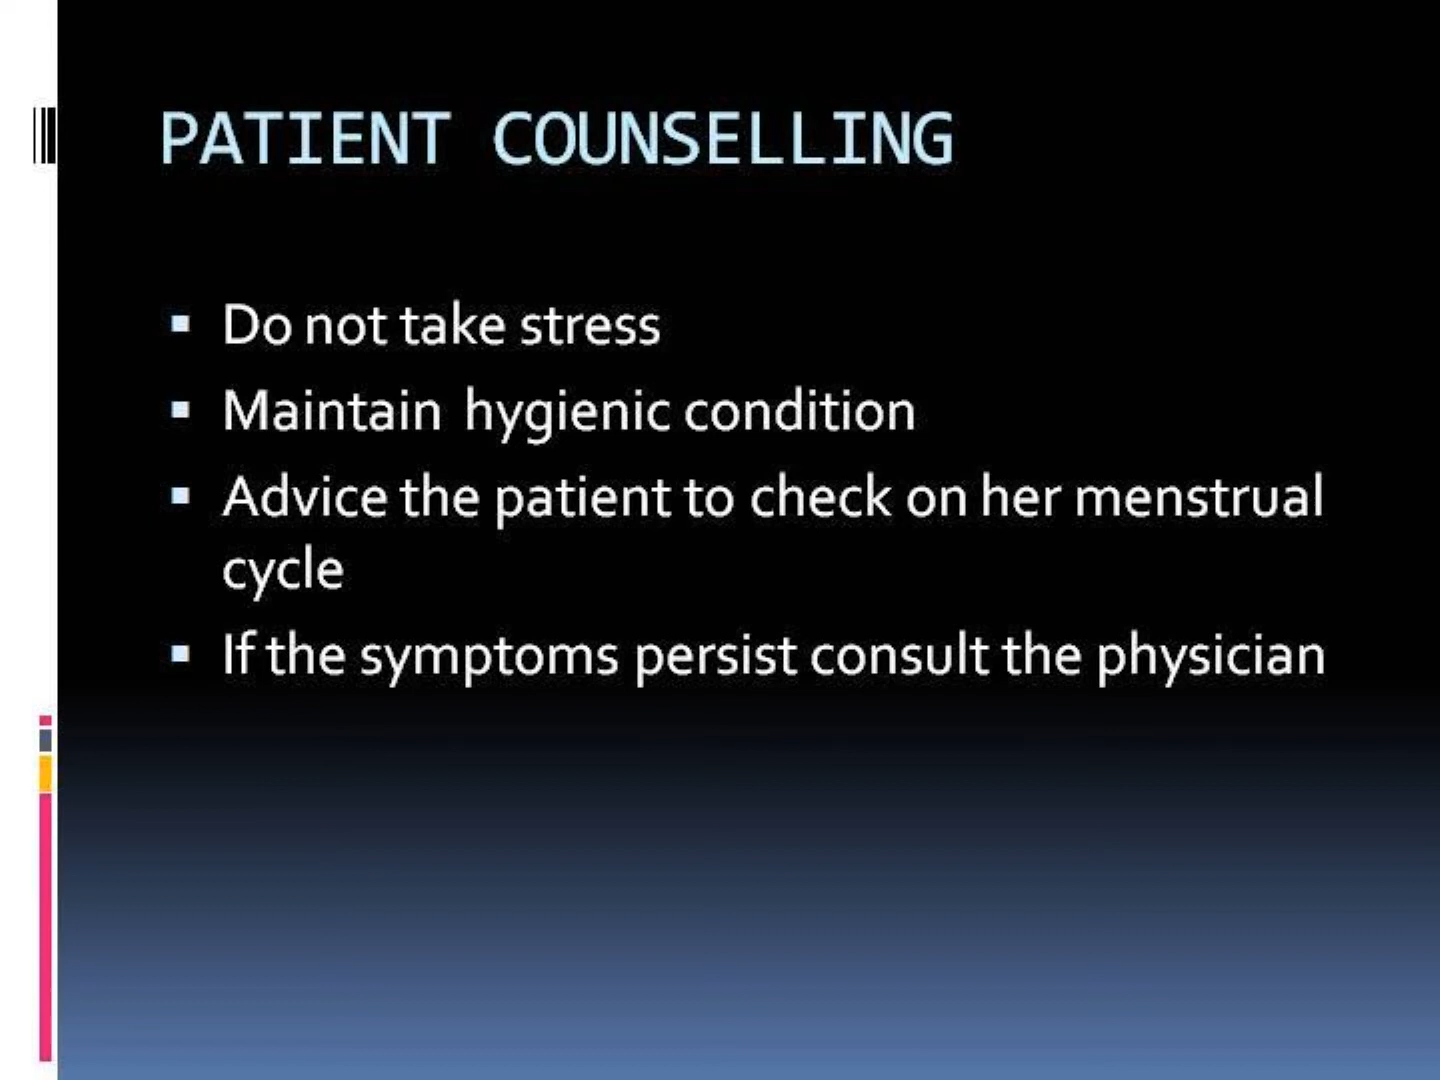 PATIENT COUNSELLING
▪ Do not take stress
▪ Maintain hygienic condition
▪ Advice the patient to check on her menstrual
cycle
▪ If the symptoms persist consult the physician